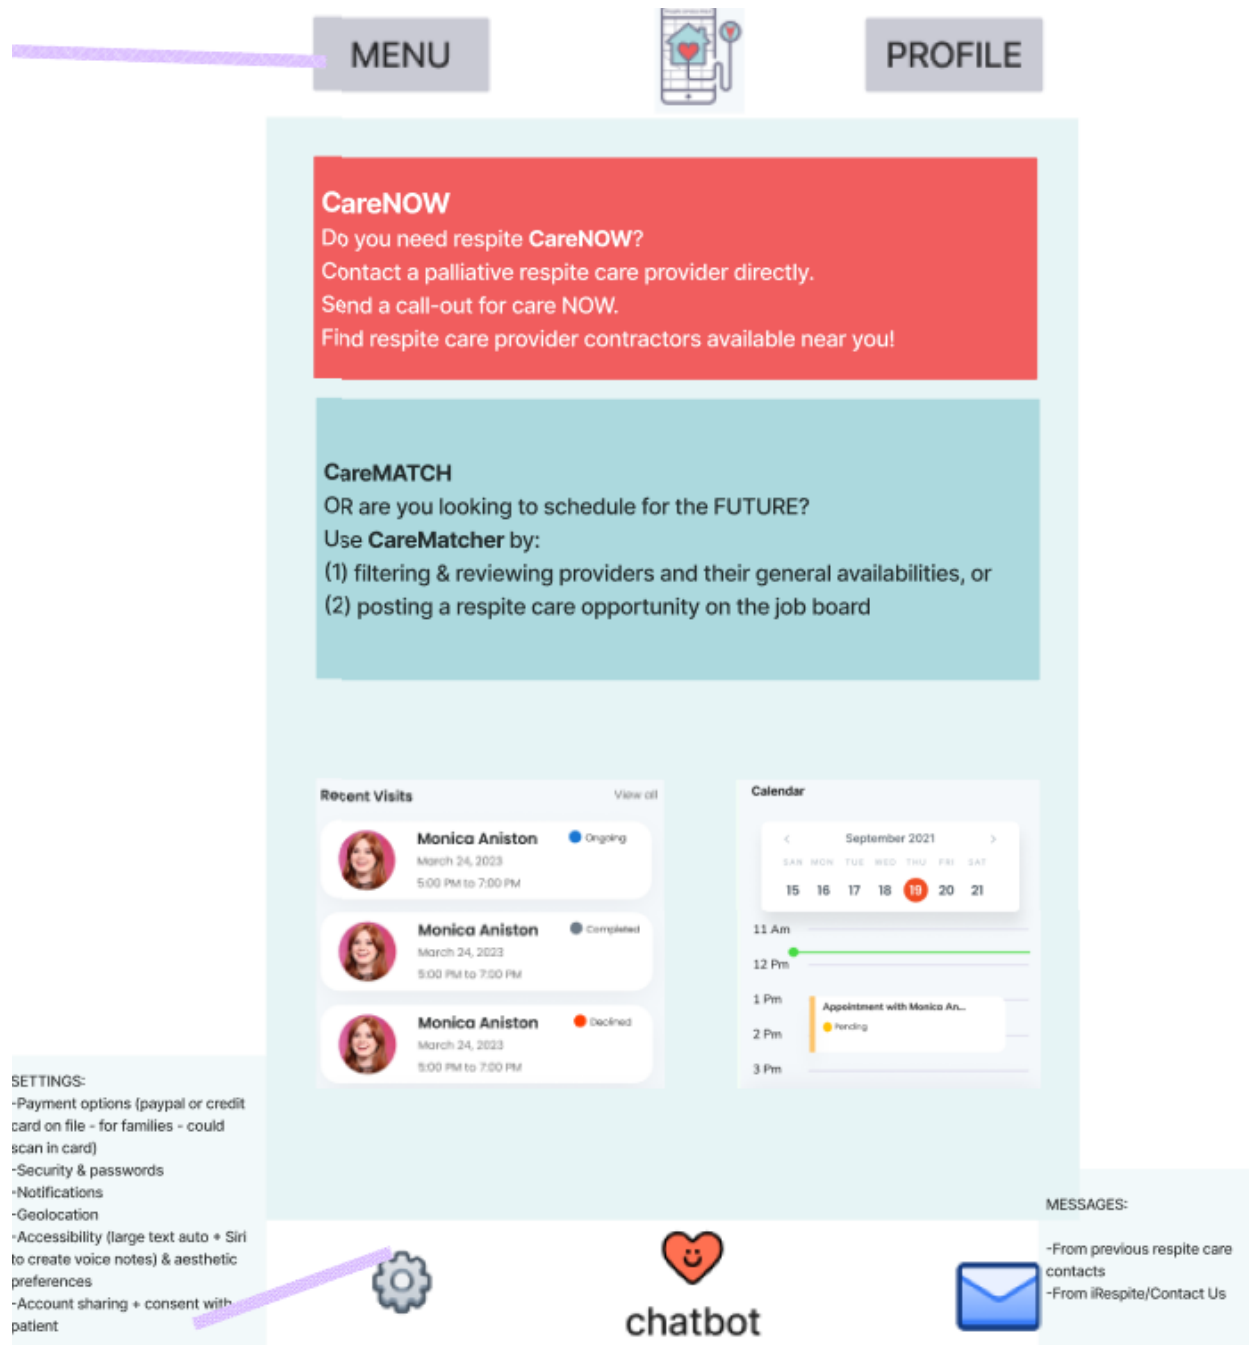 MENU
PROFILE
CareNOW
Do you need respite CareNOW?
Contact a palliative respite care provider directly.
Send a call-out for care NOW.
Find respite care provider contractors available near you!
CareMATCH
OR are you looking to schedule for the FUTURE?
Use CareMatcher by:
(1) filtering & reviewing providers and their general availabilities, or
(2) posting a respite care opportunity on the job board
Recent Visits View all
Monica Aniston Ongoing
March 24, 2023
5:00 PM to 7:00 PM
Monica Aniston Completed
March 24, 2023
5:00 PM to 7:00 PM
Monica Aniston Declined
March 24, 2023
5:00 PM to 7:00 PM
Calendar
< September 2021 >
SAN MON TUE WED THU FRI SAT
15 16 17 18 19 20 21
11 Am
12 Pm
1 Pm
Appointment with Monica An...
Pending
2 Pm
3 Pm
SETTINGS:
-Payment options (paypal or credit
card on file - for families - could
scan in card)
-Security & passwords
-Notifications
-Geolocation
-Accessibility (large text auto + Siri
to create voice notes) & aesthetic
preferences
-Account sharing + consent with
patient
chatbot
MESSAGES:
-From previous respite care
contacts
-From iRespite/Contact Us